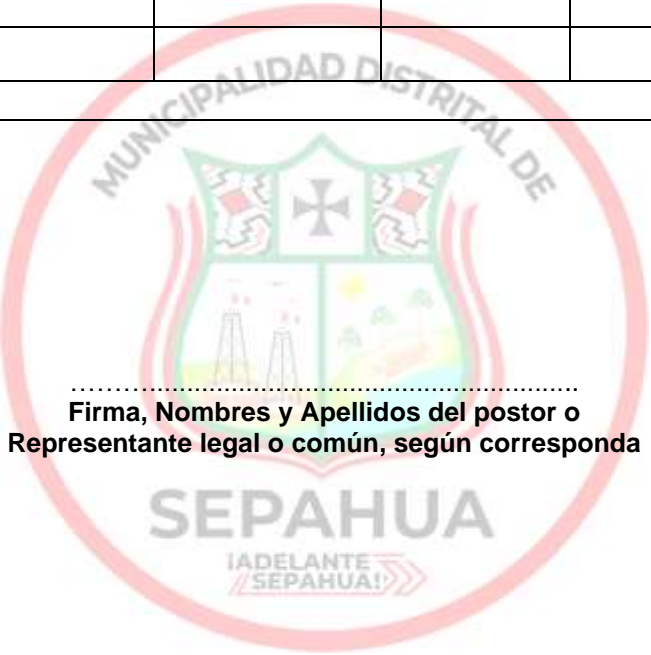 MUNICIPALIDAD DISTRITAL DE
……….........................................................
Firma, Nombres y Apellidos del postor o
Representante legal o común, según corresponda
SEPAHUA
¡ADELANTE
SEPAHUA!